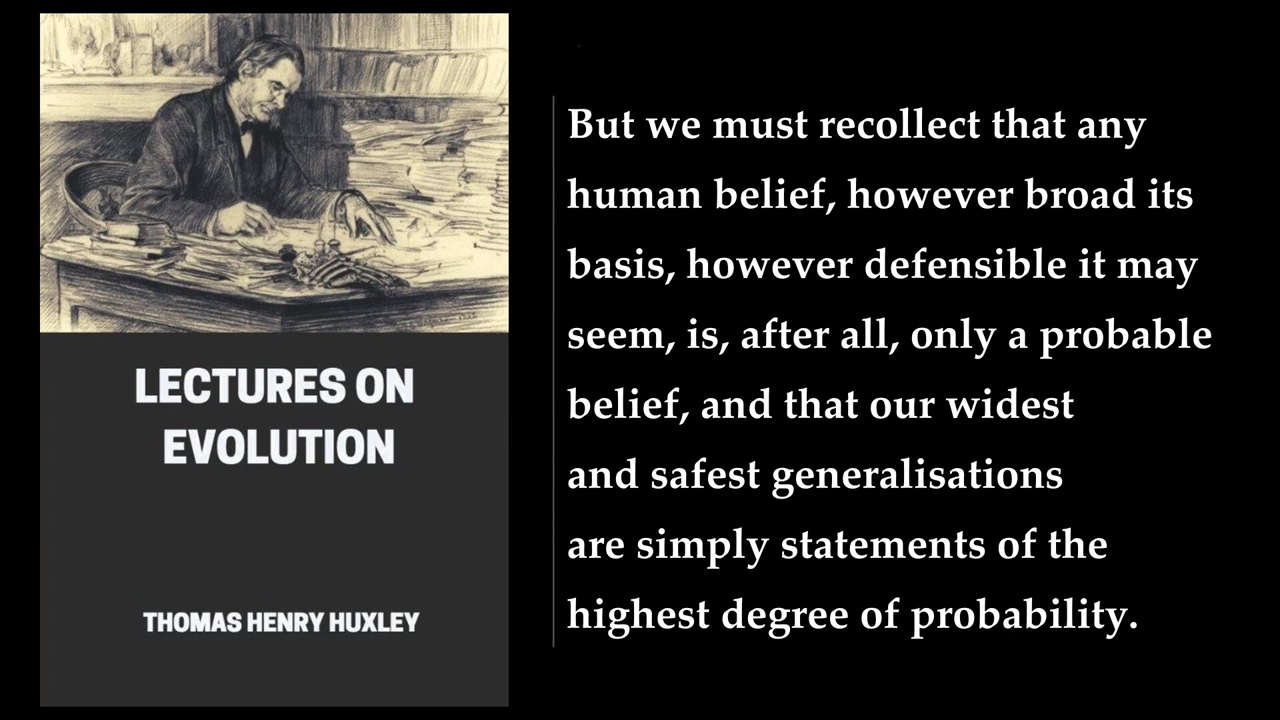 LECTURES ON
EVOLUTION
THOMAS HENRY HUXLEY
But we must recollect that any
human belief, however broad its
basis, however defensible it may
seem, is, after all, only a probable
belief, and that our widest
and safest generalisations
are simply statements of the
highest degree of probability.